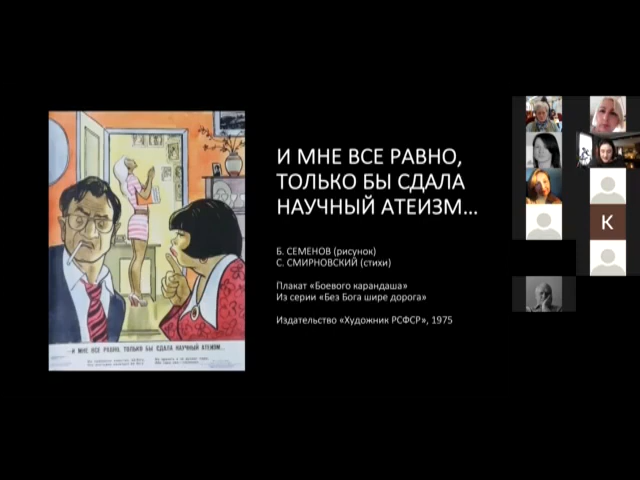 И МНЕ ВСЕ РАВНО,
ТОЛЬКО БЫ СДАЛА
НАУЧНЫЙ АТЕИЗМ...
Б. СЕМЕНОВ (рисунок)
С. СМИРНОВСКИЙ (стихи)
Плакат «Боевого карандаша»
Из серии «Без Бога шире дорога»
Издательство «Художник РСФСР», 1975
-И МНЕ ВСЕ РАВНО, ТОЛЬКО БЫ СДАЛА НАУЧНЫЙ АТЕИЗМ...
K